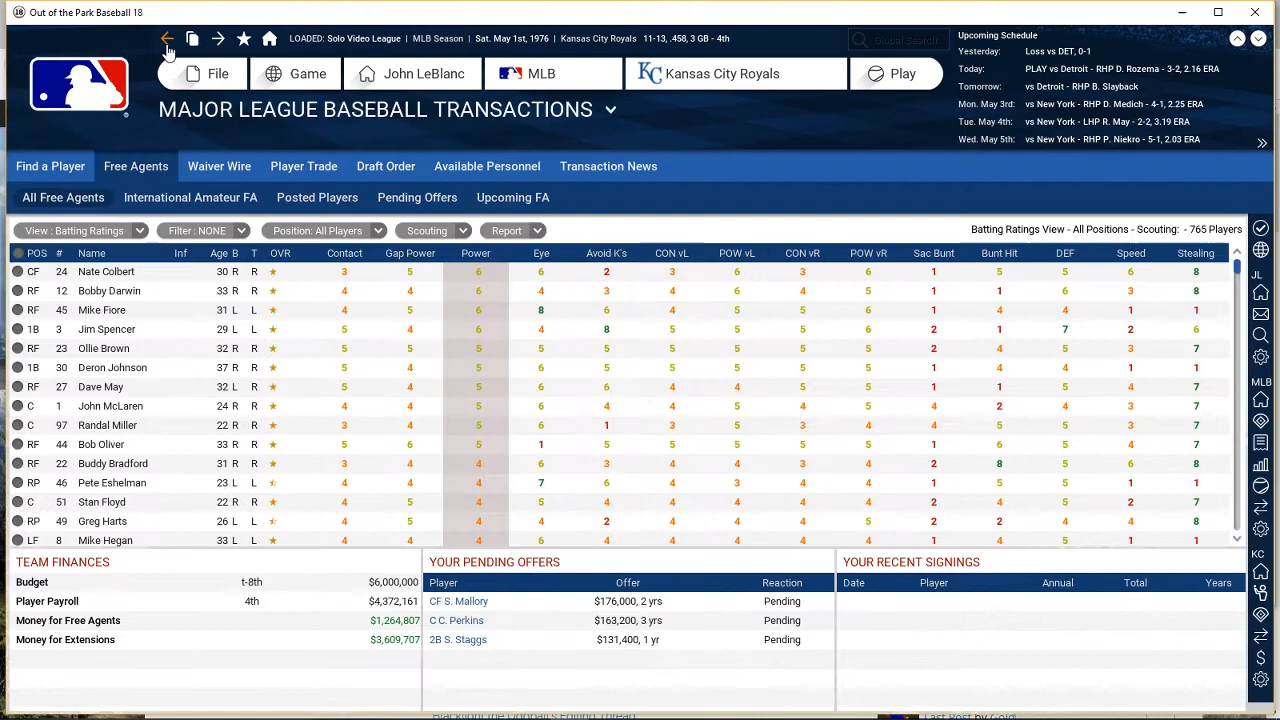 Out of the Park Baseball 18
LOADED: Solo Video League | MLB Season | Sat. May 1st, 1976 | Kansas City Royals 11-13, .458, 3 GB - 4th
Global Search...
Upcoming Schedule
Yesterday: Loss vs DET, 0-1
Today: PLAY vs Detroit - RHP D. Rozema - 3-2, 2.16 ERA
Tomorrow: vs Detroit - RHP B. Slayback
Mon. May 3rd: vs New York - RHP D. Medich - 4-1, 2.25 ERA
Tue. May 4th: vs New York - LHP R. May - 2-2, 3.19 ERA
Wed. May 5th: vs New York - RHP P. Niekro - 5-1, 2.03 ERA
File Game John LeBlanc MLB KC Kansas City Royals Play
MAJOR LEAGUE BASEBALL TRANSACTIONS
Find a Player Free Agents Waiver Wire Player Trade Draft Order Available Personnel Transaction News
All Free Agents International Amateur FA Posted Players Pending Offers Upcoming FA
View : Batting Ratings Filter : NONE Position: All Players Scouting Report Batting Ratings View - All Positions - Scouting: - 765 Players
POS # Name Inf Age B T OVR Contact Gap Power Power Eye Avoid K's CON vL POW vL CON vR POW vR Sac Bunt Bunt Hit DEF Speed Stealing
CF 24 Nate Colbert 30 R R 3 5 6 6 2 3 6 3 6 1 5 5 6 8
RF 12 Bobby Darwin 33 R R 4 4 6 4 3 4 6 4 6 1 1 6 3 8
RF 45 Mike Fiore 31 L L 3 4 5 8 6 4 5 5 5 1 4 4 1 1
1B 3 Jim Spencer 29 L L 5 4 6 4 8 5 5 5 6 2 1 7 2 6
RF 23 Ollie Brown 32 R R 5 5 5 6 5 5 5 5 5 2 4 5 3 7
1B 30 Deron Johnson 37 R R 5 4 5 6 5 5 5 4 5 1 4 4 1 1
RF 27 Dave May 32 L R 5 4 5 6 6 4 4 5 5 1 1 5 4 7
C 1 John McLaren 24 R R 4 4 5 6 4 4 5 4 5 4 2 4 3 7
C 97 Randal Miller 22 R R 3 4 5 6 1 4 5 3 4 4 5 5 3 7
RF 44 Bob Oliver 33 R R 5 6 5 1 5 5 5 5 5 1 6 5 4 7
RF 22 Buddy Bradford 31 R R 3 4 4 6 3 4 4 3 4 2 8 5 6 8
RP 46 Pete Eshelman 23 L L 4 4 4 7 6 4 3 4 4 1 5 5 1 1
C 51 Stan Floyd 22 R R 4 5 4 5 4 4 4 4 4 2 4 5 2 7
RP 49 Greg Harts 26 L L 4 5 4 4 2 4 4 4 5 2 2 4 4 8
LF 8 Mike Hegan 33 L L 4 4 4 6 4 4 4 4 4 1 4 5 1 1
TEAM FINANCES
Budget t-8th $6,000,000
Player Payroll 4th $4,372,161
Money for Free Agents $1,264,807
Money for Extensions $3,609,707
YOUR PENDING OFFERS
Player Offer Reaction
CF S. Mallory $176,000, 2 yrs Pending
C C. Perkins $163,200, 3 yrs Pending
2B S. Staggs $131,400, 1 yr Pending
YOUR RECENT SIGNINGS
Date Player Annual Total Years
JL
MLB
KC